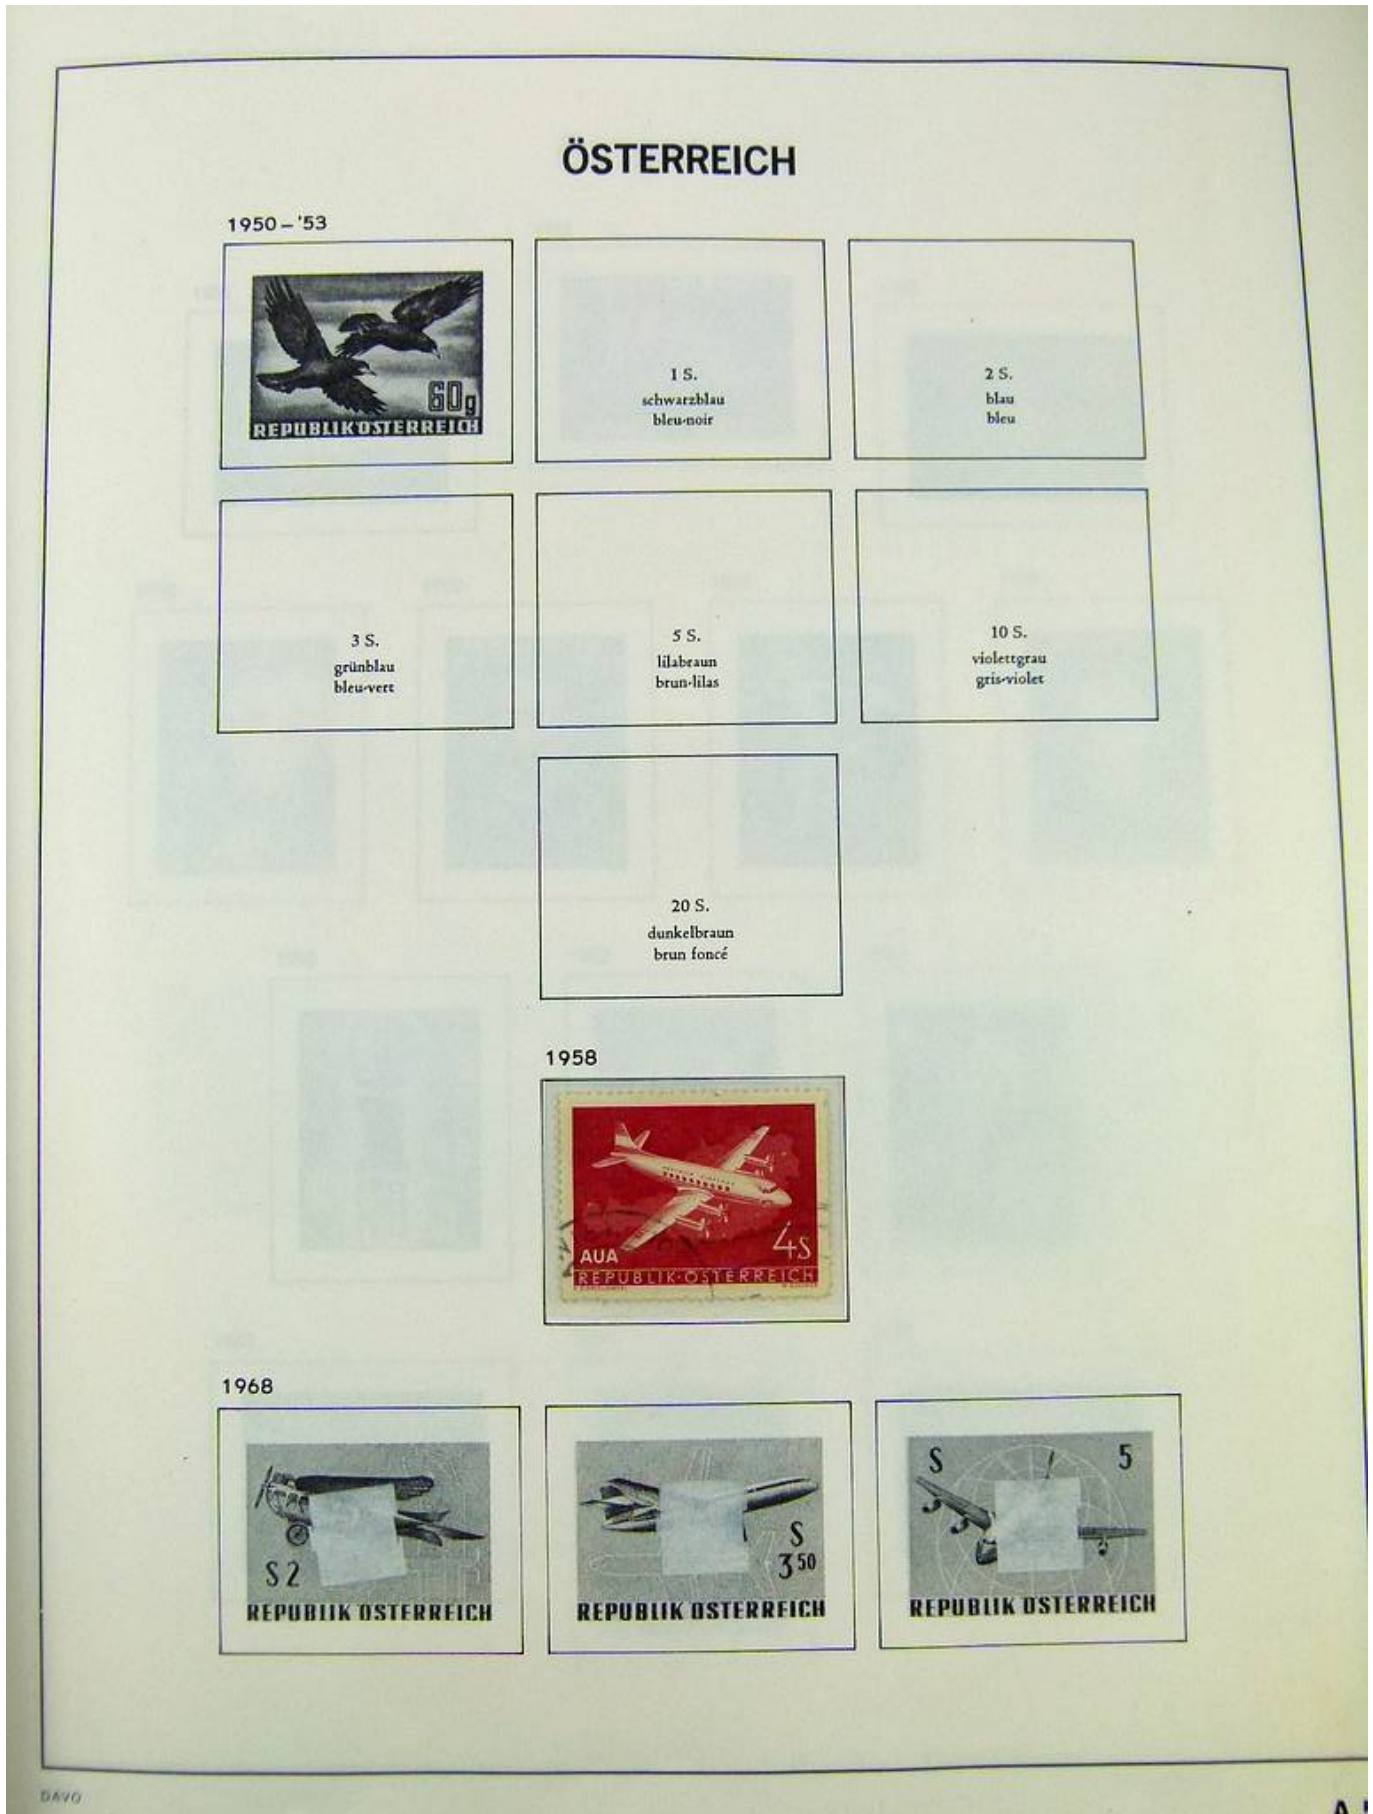 ÖSTERREICH
1950–'53
60g
REPUBLIK ÖSTERREICH
1 S.
schwarzblau
bleu-noir
2 S.
blau
bleu
3 S.
grünblau
bleu-vert
5 S.
lilabraun
brun-lilas
10 S.
violettgrau
gris-violet
20 S.
dunkelbraun
brun foncé
1958
4S
AUA
REPUBLIK·ÖSTERREICH
1968
S 2
REPUBLIK ÖSTERREICH
S
3 50
REPUBLIK ÖSTERREICH
S 5
REPUBLIK ÖSTERREICH
DAVO